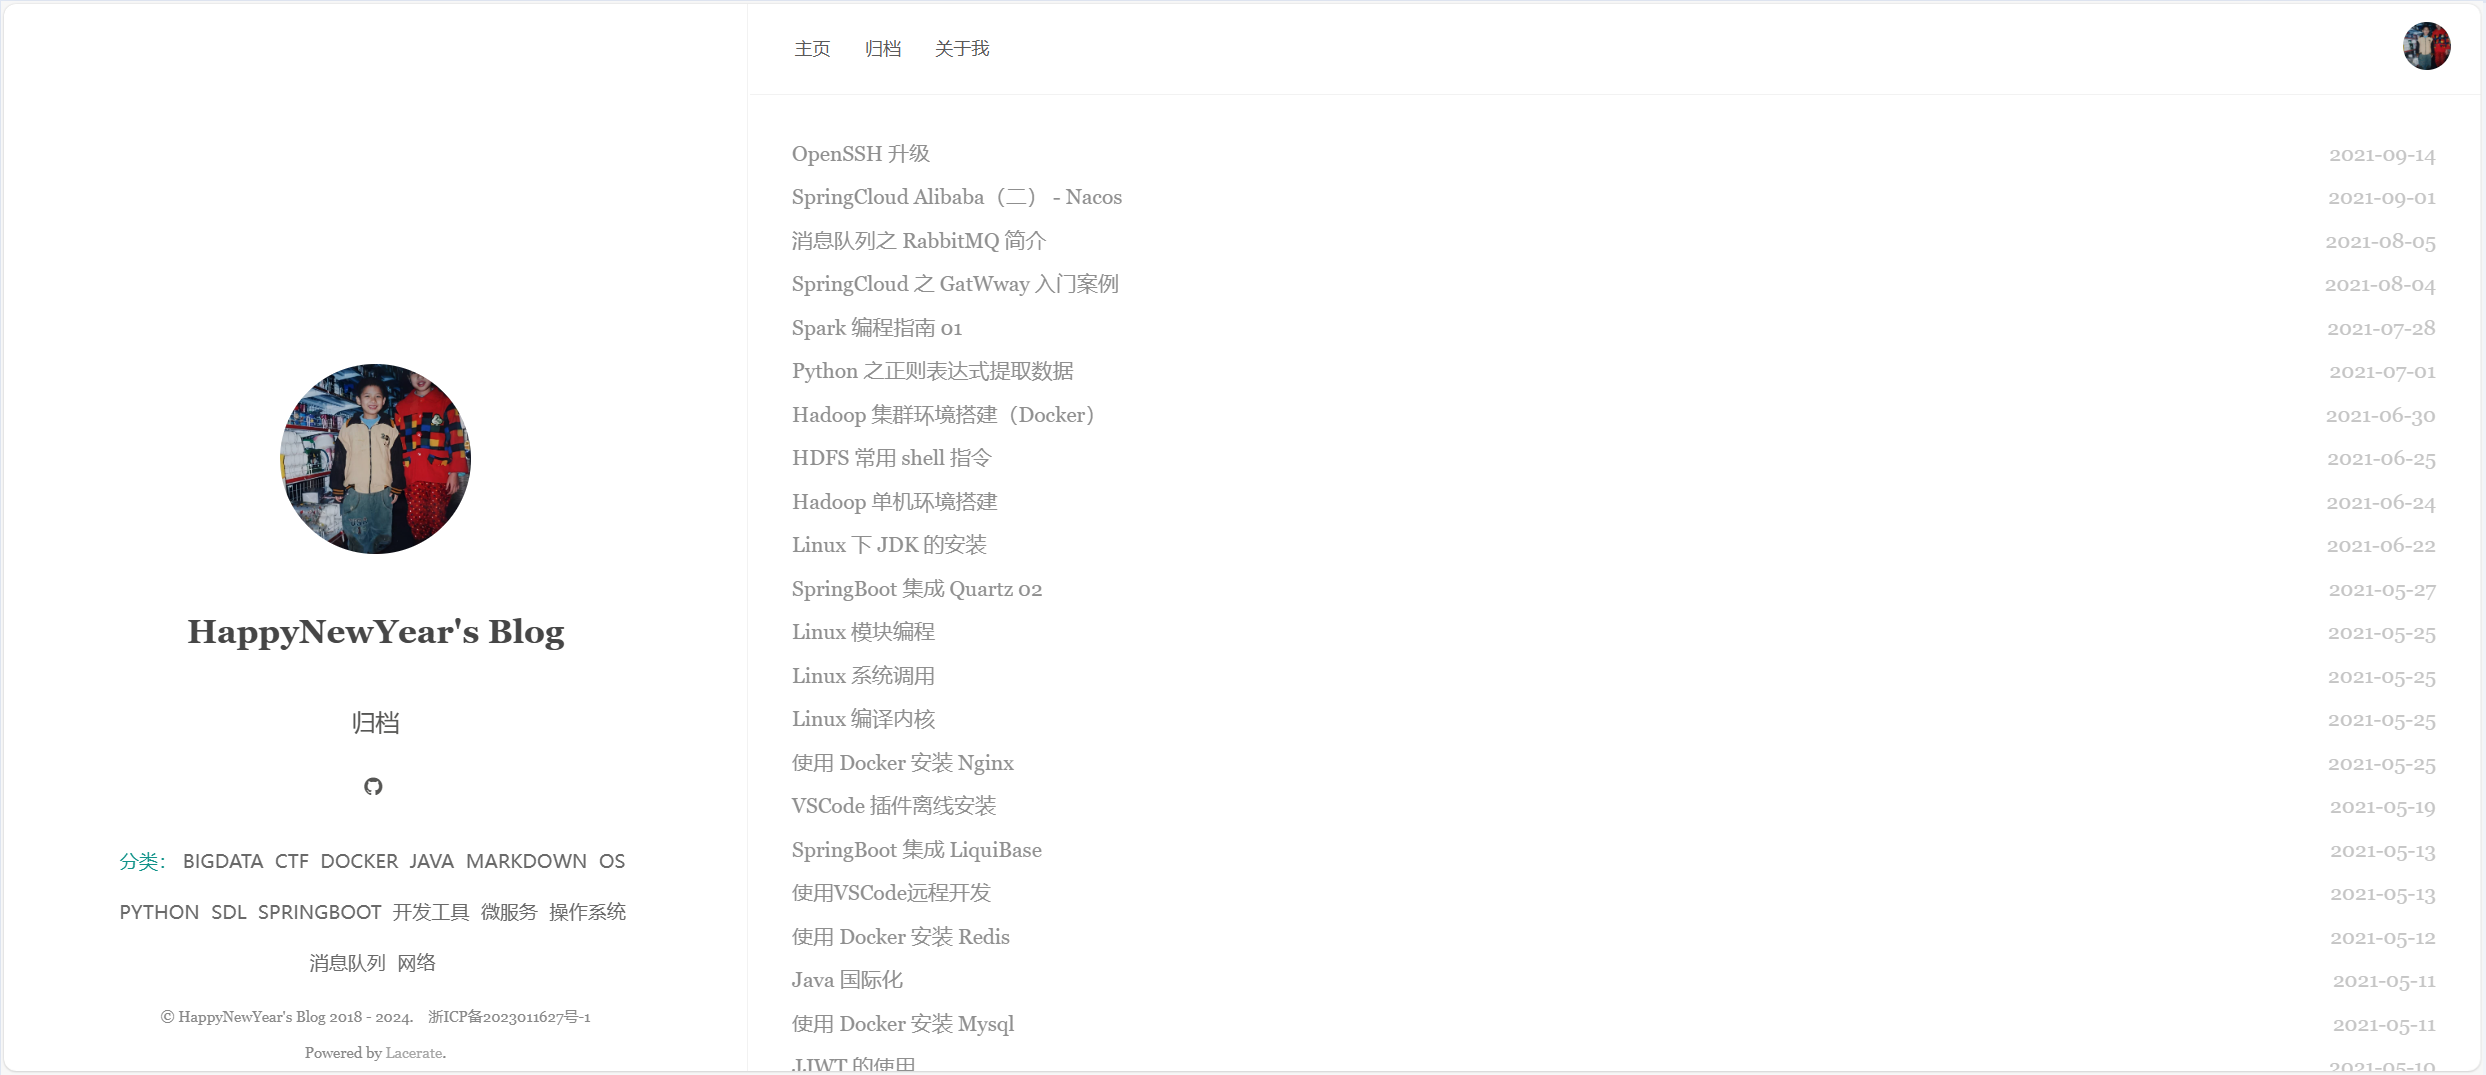 主页 归档 关于我
HappyNewYear's Blog
归档
分类： BIGDATA CTF DOCKER JAVA MARKDOWN OS
PYTHON SDL SPRINGBOOT 开发工具 微服务 操作系统
消息队列 网络
© HappyNewYear's Blog 2018 - 2024. 浙ICP备2023011627号-1
Powered by Lacerate.
OpenSSH 升级 2021-09-14
SpringCloud Alibaba（二） - Nacos 2021-09-01
消息队列之 RabbitMQ 简介 2021-08-05
SpringCloud 之 GatWway 入门案例 2021-08-04
Spark 编程指南 01 2021-07-28
Python 之正则表达式提取数据 2021-07-01
Hadoop 集群环境搭建（Docker） 2021-06-30
HDFS 常用 shell 指令 2021-06-25
Hadoop 单机环境搭建 2021-06-24
Linux 下 JDK 的安装 2021-06-22
SpringBoot 集成 Quartz 02 2021-05-27
Linux 模块编程 2021-05-25
Linux 系统调用 2021-05-25
Linux 编译内核 2021-05-25
使用 Docker 安装 Nginx 2021-05-25
VSCode 插件离线安装 2021-05-19
SpringBoot 集成 LiquiBase 2021-05-13
使用VSCode远程开发 2021-05-13
使用 Docker 安装 Redis 2021-05-12
Java 国际化 2021-05-11
使用 Docker 安装 Mysql 2021-05-11
JJWT 的使用 2021-05-10